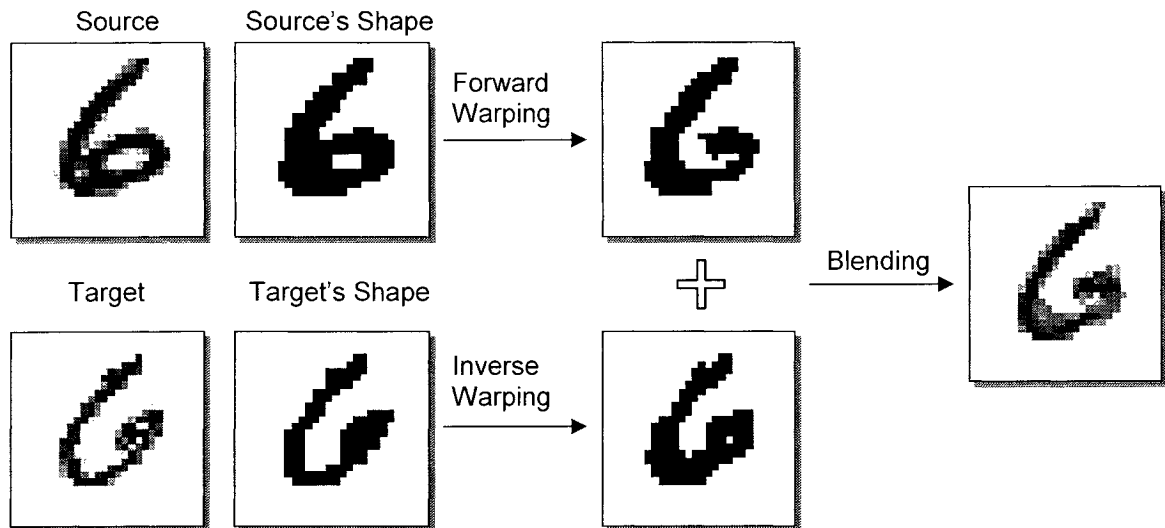 Source
Source's Shape
Forward
Warping
Target
Target's Shape
Inverse
Warping
Blending